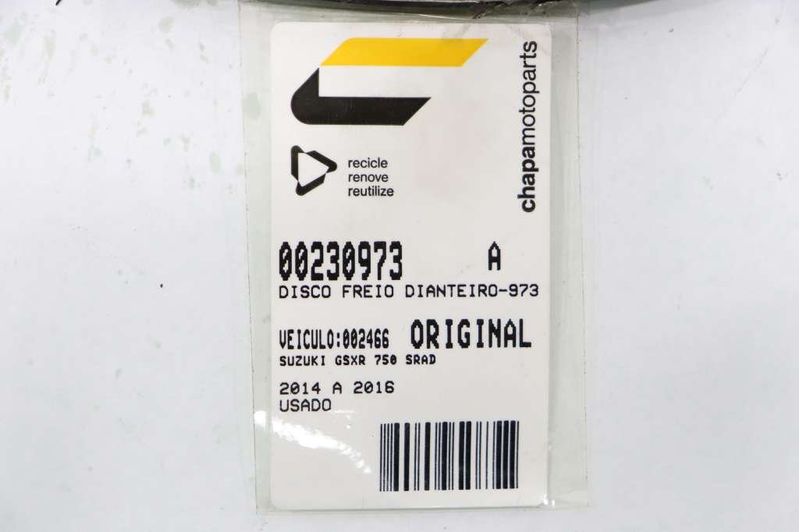 chapamotoparts
recicle
renove
reutilize
00230973 A
DISCO FREIO DIANTEIRO-973
VEICULO:002466 ORIGINAL
SUZUKI GSXR 750 SRAD
2014 A 2016
USADO